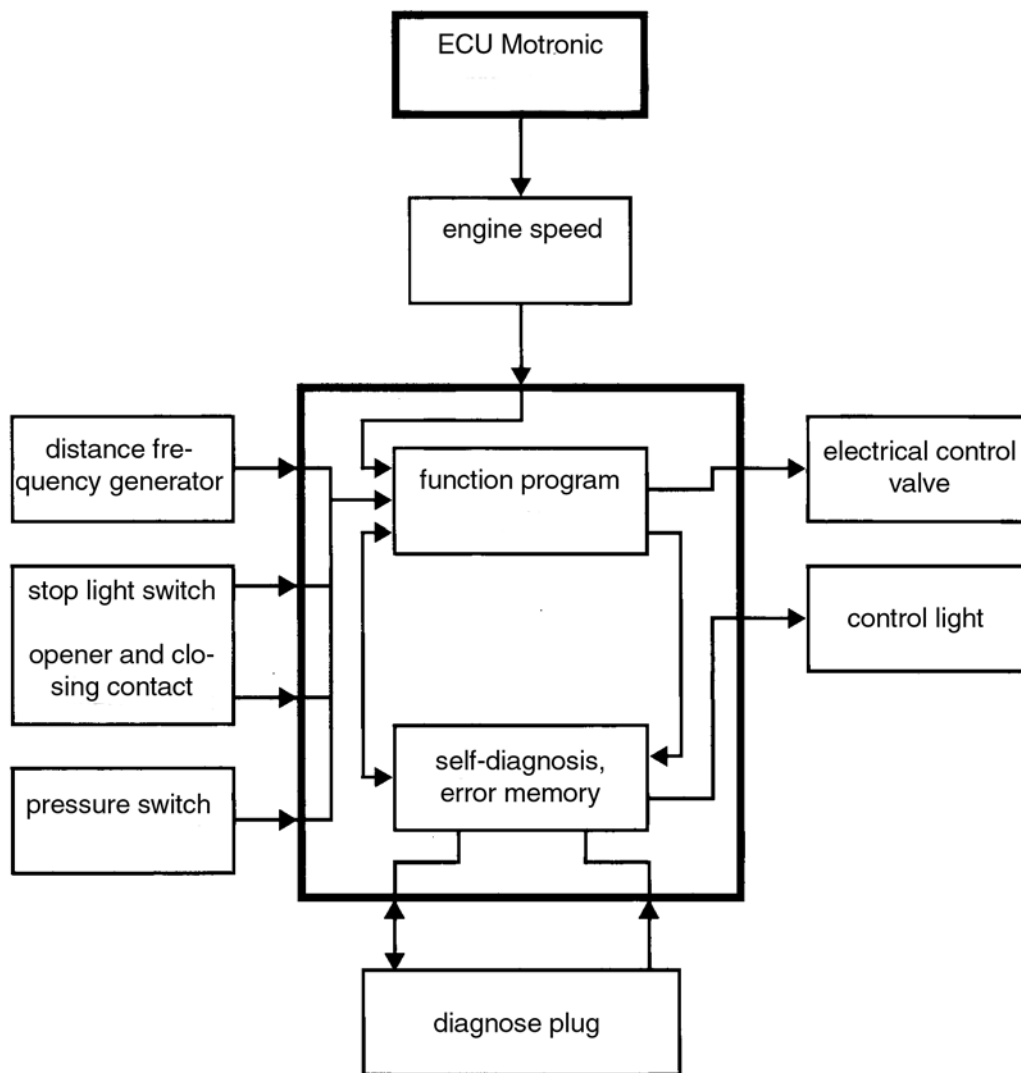 ECU Motronic
engine speed
distance fre-
quency generator
function program
electrical control
valve
stop light switch
opener and clo-
sing contact
control light
self-diagnosis,
error memory
pressure switch
diagnose plug